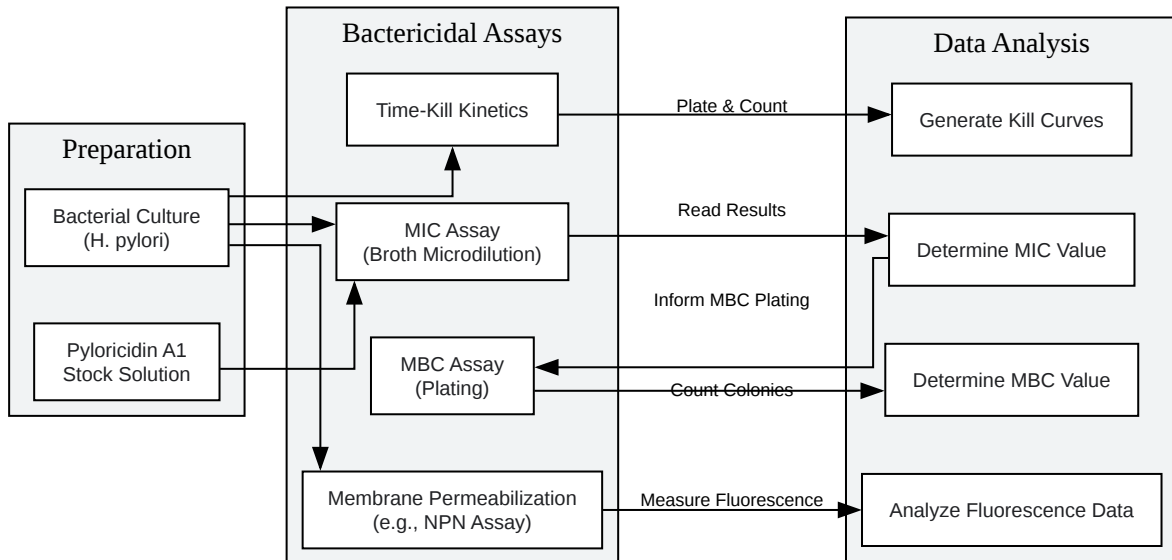 Preparation
Bacterial Culture
(H. pylori)
Pyloricidin A1
Stock Solution
Bactericidal Assays
Time-Kill Kinetics
MIC Assay
(Broth Microdilution)
MBC Assay
(Plating)
Membrane Permeabilization
(e.g., NPN Assay)
Plate & Count
Read Results
Inform MBC Plating
Count Colonies
Measure Fluorescence
Data Analysis
Generate Kill Curves
Determine MIC Value
Determine MBC Value
Analyze Fluorescence Data